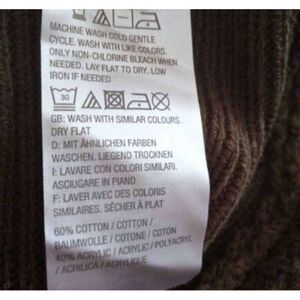 MACHINE WASH COLD GENTLE
CYCLE. WASH WITH LIKE COLORS.
ONLY NON-CHLORINE BLEACH WHEN
NEEDED. LAY FLAT TO DRY. LOW
IRON IF NEEDED
30
GB: WASH WITH SIMILAR COLOURS.
DRY FLAT
D: MIT ÄHNLICHEN FARBEN
WASCHEN. LIEGEND TROCKNEN
I: LAVARE CON COLORI SIMILARI.
ASCIUGARE IN PIANO
F: LAVER AVEC DES COLORIS
SIMILAIRES. SÉCHER À PLAT
60% COTTON / COTTON /
BAUMWOLLE / COTONE / COTON
40% ACRYLIC / ACRYLIC / POLYACRYL
/ ACRILICA / ACRYLIQUE